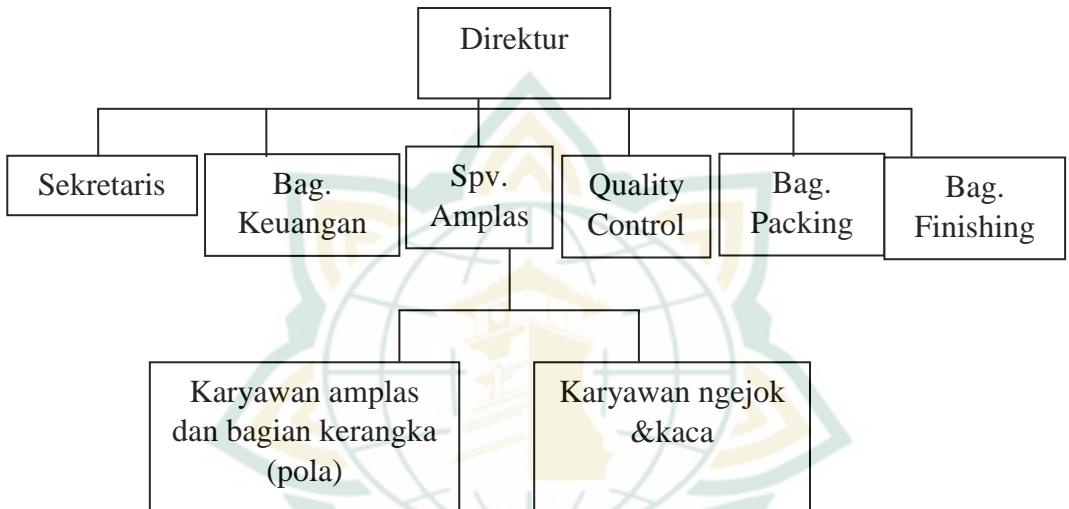 Direktur
Sekretaris
Bag.
Keuangan
Spv.
Amplas
Quality
Control
Bag.
Packing
Bag.
Finishing
Karyawan amplas
dan bagian kerangka
(pola)
Karyawan ngejok
&kaca